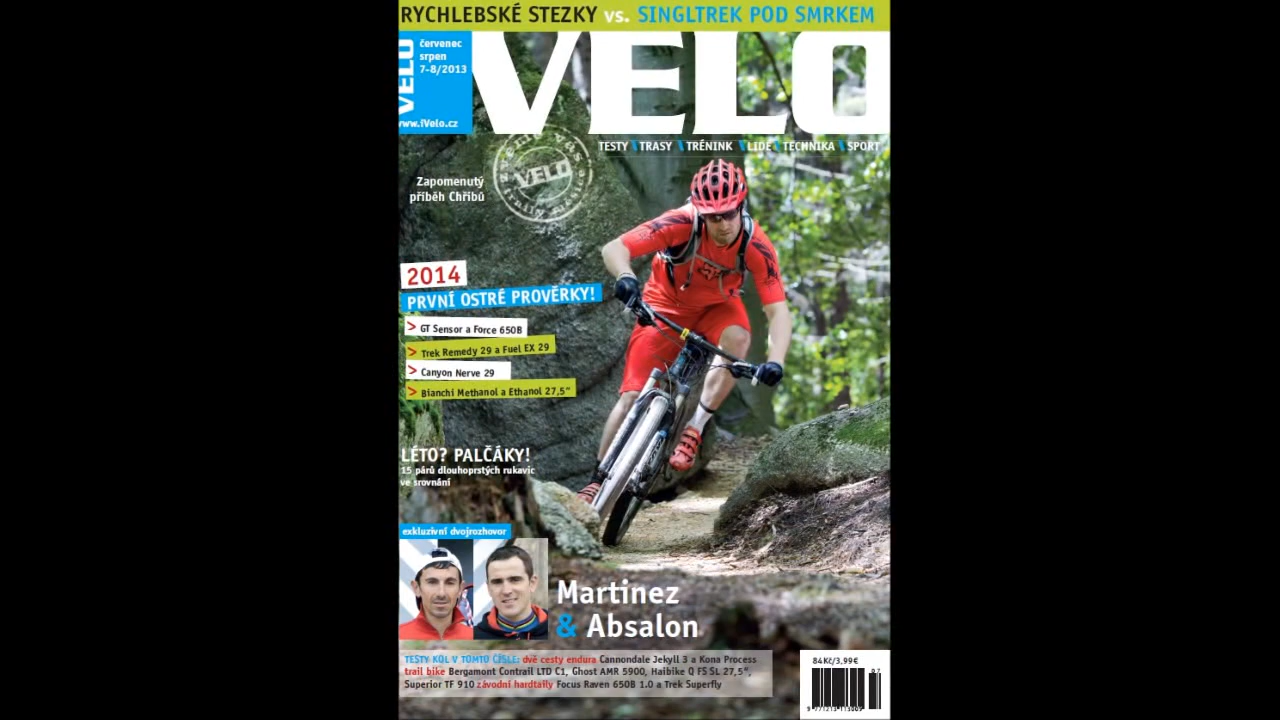 RYCHLEBSKÉ STEZKY vs. SINGLTREK POD SMRKEM
VELO
červenec
srpen
7-8/2013
www.iVelo.cz
VELO
TESTY \ TRASY \ TRÉNINK \ LIDÉ \ TECHNIKA \ SPORT
Zapomenutý
příběh Chřibů
VELO
2014
PRVNÍ OSTRÉ PROVĚRKY!
> GT Sensor a Force 650B
> Trek Remedy 29 a Fuel EX 29
> Canyon Nerve 29
> Bianchi Methanol a Ethanol 27,5"
LÉTO? PALČÁKY!
15 párů dlouhoprstých rukavic
ve srovnání
exkluzivní dvojrozhovor
Martinez
& Absalon
TESTY KOL V TOMTO ČÍSLE: dvě cesty endura Cannondale Jekyll 3 a Kona Process
trail bike Bergamont Contrail LTD C1, Ghost AMR 5900, Haibike Q FS SL 27,5",
Superior TF 910 závodní hardtaily Focus Raven 650B 1.0 a Trek Superfly
84Kč/3,99€
07